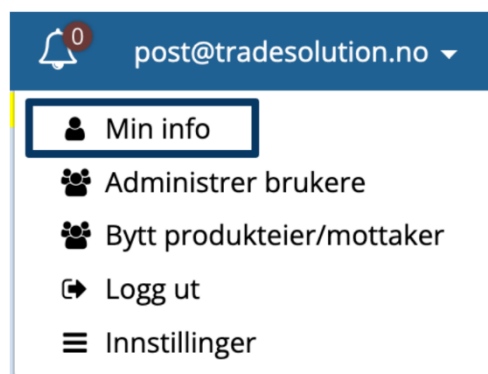 0
post@tradesolution.no
Min info
Administrer brukere
Bytt produkteier/mottaker
Logg ut
Innstillinger